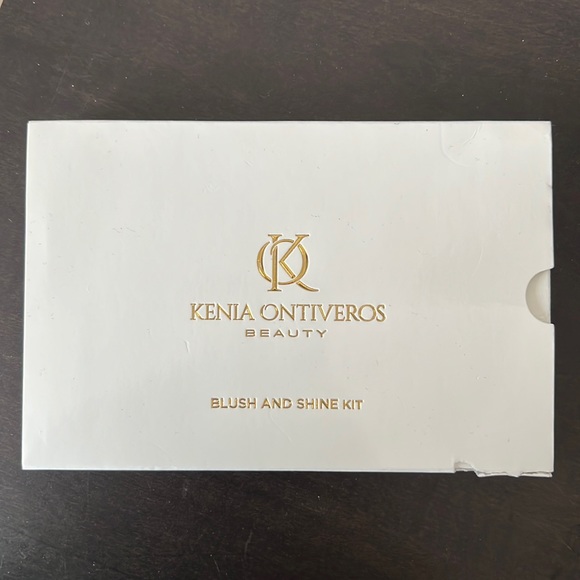 KO
KENIA ONTIVEROS
BEAUTY
BLUSH AND SHINE KIT